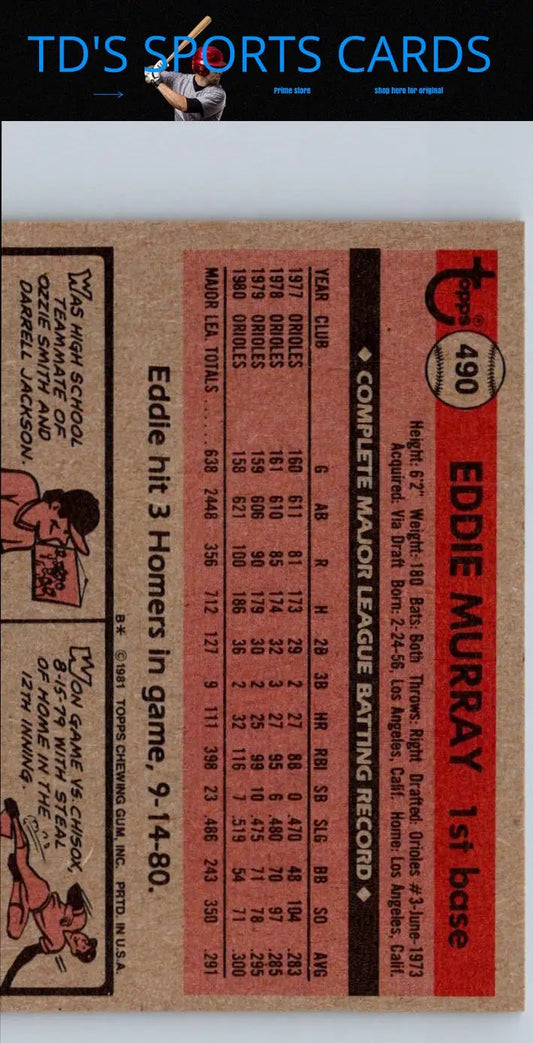 TD'S SPORTS CARDS
Prime store
shop here for original
topps®
490
EDDIE MURRAY 1st base
Height: 6'2" Weight: 180 Bats: Both Throws: Right Drafted: Orioles #3-June-1973
Acquired: Via Draft Born: 2-24-56, Los Angeles, Calif. Home: Los Angeles, Calif.
◆ COMPLETE MAJOR LEAGUE BATTING RECORD ◆
YEAR CLUB G AB R H 2B 3B HR RBI SB SLG BB SO AVG
1977 ORIOLES 160 611 81 173 29 2 27 88 0 .470 48 104 .283
1978 ORIOLES 161 610 85 174 32 3 27 95 6 .480 70 97 .285
1979 ORIOLES 159 606 90 179 30 2 25 99 10 .475 71 78 .295
1980 ORIOLES 158 621 100 186 36 2 32 116 7 .519 54 71 .300
MAJOR LEA. TOTALS ...... 638 2448 356 712 127 9 111 398 23 .486 243 350 .291
Eddie hit 3 Homers in game, 9-14-80.
B* ©1981 TOPPS CHEWING GUM, INC. PRTD. IN U.S.A.
WAS HIGH SCHOOL
TEAMMATE OF
OZZIE SMITH AND
DARRELL JACKSON.
WON GAME VS. CHISOX,
8-15-79 WITH STEAL
OF HOME IN THE
12TH INNING.